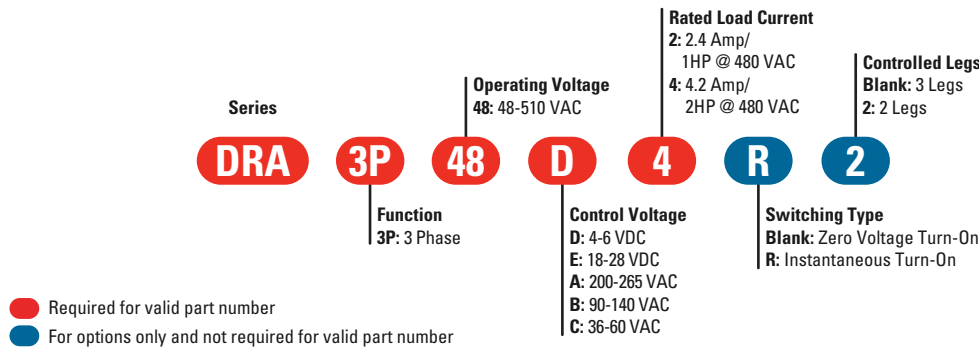 Rated Load Current
2: 2.4 Amp/
1HP @ 480 VAC
4: 4.2 Amp/
2HP @ 480 VAC
Controlled Legs
Blank: 3 Legs
2: 2 Legs
Operating Voltage
48: 48-510 VAC
Series
DRA
3P
48
D
4
R
2
Function
3P: 3 Phase
Control Voltage
D: 4-6 VDC
E: 18-28 VDC
A: 200-265 VAC
B: 90-140 VAC
C: 36-60 VAC
Switching Type
Blank: Zero Voltage Turn-On
R: Instantaneous Turn-On
Required for valid part number
For options only and not required for valid part number